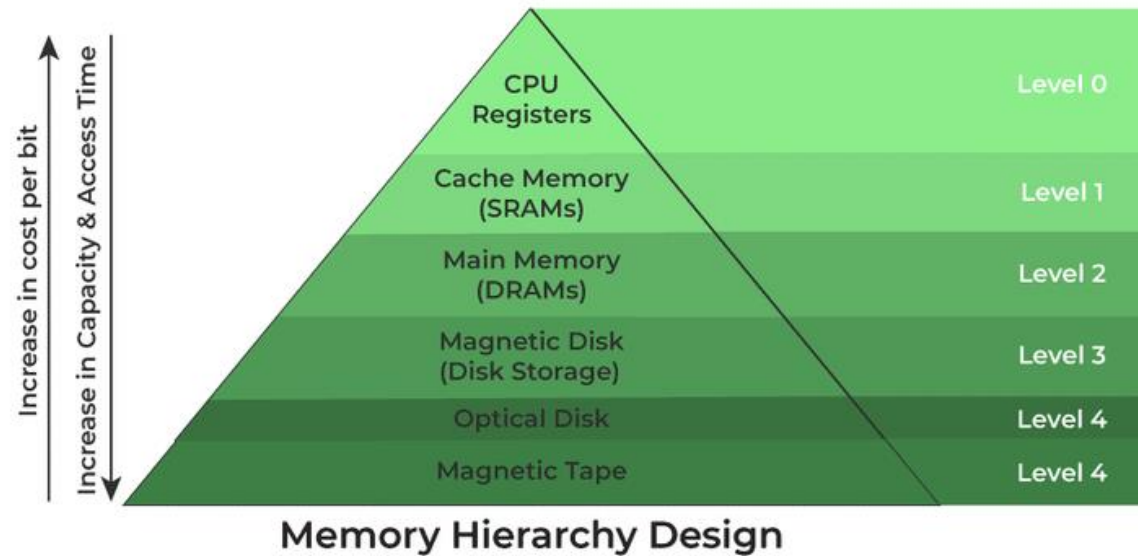 Increase in cost per bit
Increase in Capacity & Access Time
CPU
Registers
Level 0
Cache Memory
(SRAMs)
Level 1
Main Memory
(DRAMs)
Level 2
Magnetic Disk
(Disk Storage)
Level 3
Optical Disk
Level 4
Magnetic Tape
Level 4
Memory Hierarchy Design